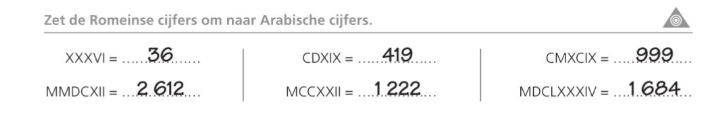 Zet de Romeinse cijfers om naar Arabische cijfers.
XXXVI = ......36....... CDXIX = .....419....... CMXCIX = .....999....
MMDCXII = ...2 612.... MCCXXII = ....1 222.... MDCLXXXIV = ....1 684...